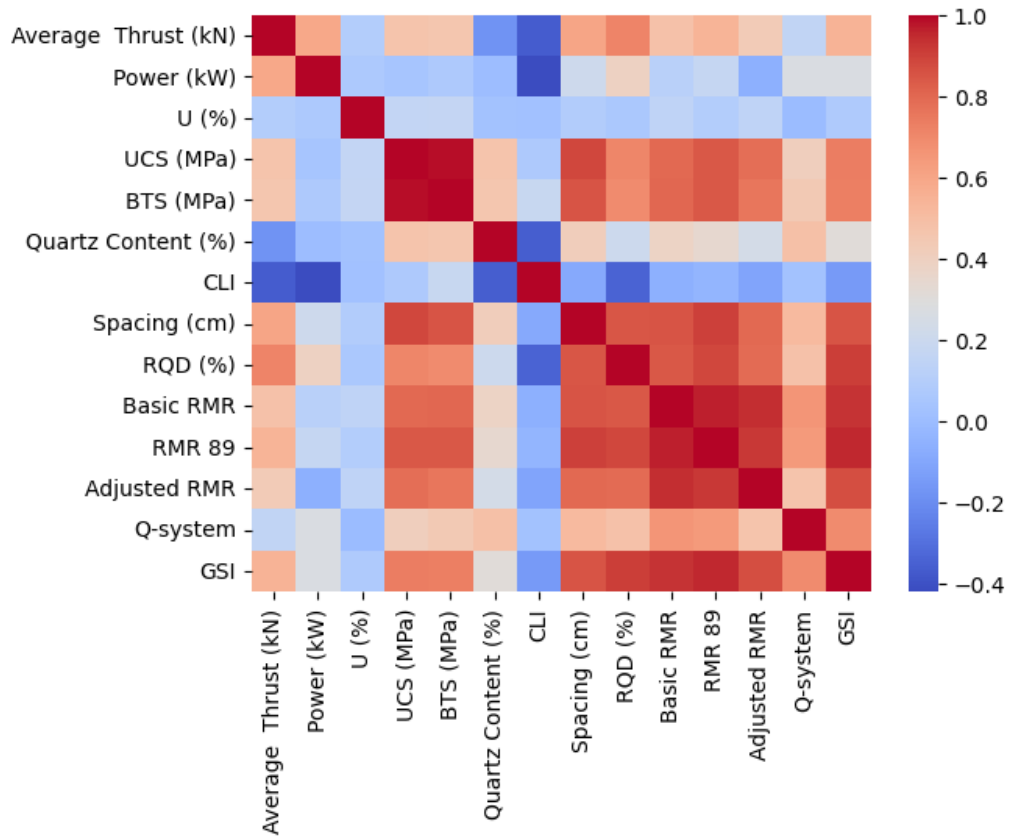 Average  Thrust (kN)
Power (kW)
U (%)
UCS (MPa)
BTS (MPa)
Quartz Content (%)
CLI
Spacing (cm)
RQD (%)
Basic RMR
RMR 89
Adjusted RMR
Q-system
GSI
1.0
0.8
0.6
0.4
0.2
0.0
−0.2
−0.4
Average  Thrust (kN)
Power (kW)
U (%)
UCS (MPa)
BTS (MPa)
Quartz Content (%)
CLI
Spacing (cm)
RQD (%)
Basic RMR
RMR 89
Adjusted RMR
Q-system
GSI